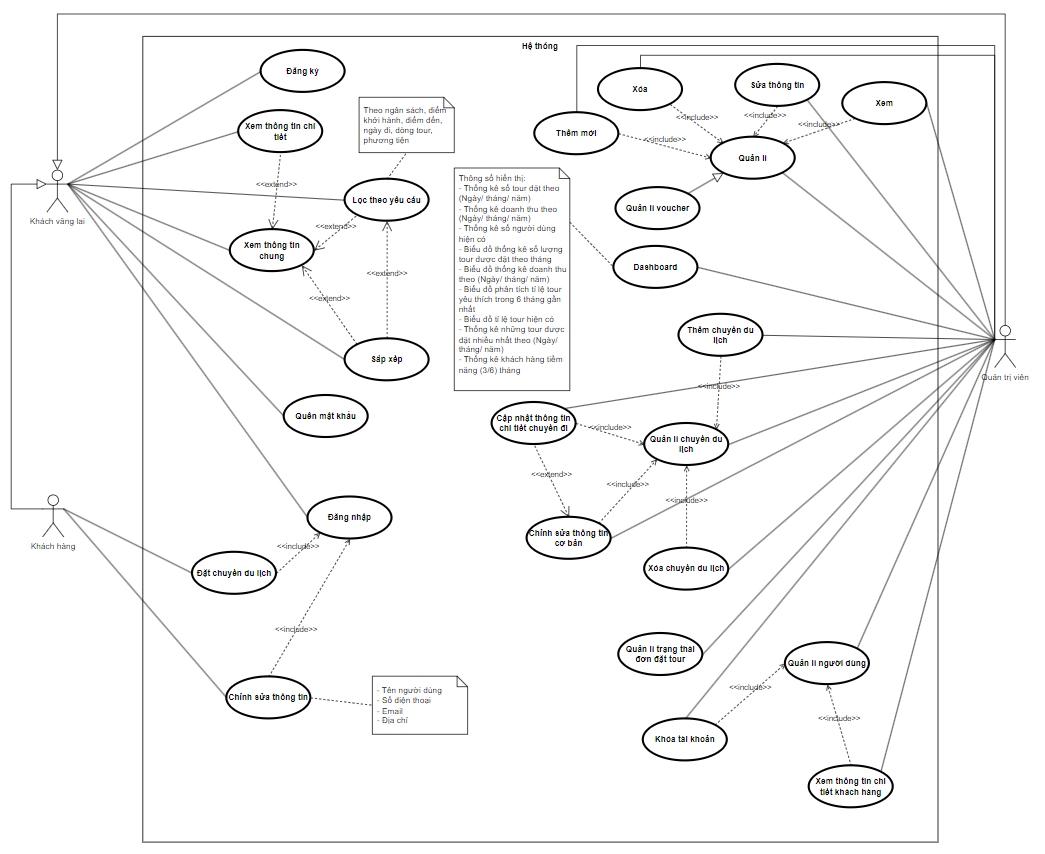 Hệ thống
Đăng ký
Xem thông tin chi
tiết
Theo ngân sách, điểm
khởi hành, điểm đến,
ngày đi, dòng tour,
phương tiện
Lọc theo yêu cầu
<<extend>>
<<extend>>
Xem thông tin
chung
<<extend>>
<<extend>>
Sắp xếp
Quên mật khẩu
Khách vãng lai
Khách hàng
Đăng nhập
<<include>>
Đặt chuyến du lịch
<<include>>
Chỉnh sửa thông tin
- Tên người dùng
- Số điện thoại
- Email
- Địa chỉ
Xóa
Sửa thông tin
Xem
Thêm mới
<<include>>
<<include>>
<<include>>
<<include>>
Quản lí
Quản lí voucher
Dashboard
Thông số hiển thị:
- Thống kê số tour đặt theo
(Ngày/ tháng/ năm)
- Thống kê doanh thu theo
(Ngày/ tháng/ năm)
- Thống kê số người dùng
hiện có
- Biểu đồ thống kê số lượng
tour được đặt theo tháng
- Biểu đồ thống kê doanh thu
theo (Ngày/ tháng/ năm)
- Biểu đồ phân tích tỉ lệ tour
yêu thích trong 6 tháng gần
nhất
- Biểu đồ tỉ lệ tour hiện có
- Thống kê những tour được
đặt nhiều nhất theo (Ngày/
tháng/ năm)
- Thống kê khách hàng tiềm
năng (3/6) tháng
Thêm chuyến du
lịch
<<include>>
Cập nhật thông tin
chi tiết chuyến đi
<<include>>
Quản lí chuyến du
lịch
<<extend>>
<<include>>
<<include>>
Chỉnh sửa thông tin
cơ bản
Xóa chuyến du lịch
Quản trị viên
Quản lí trạng thái
đơn đặt tour
Quản lí người dùng
<<include>>
<<include>>
Khóa tài khoản
Xem thông tin chi
tiết khách hàng